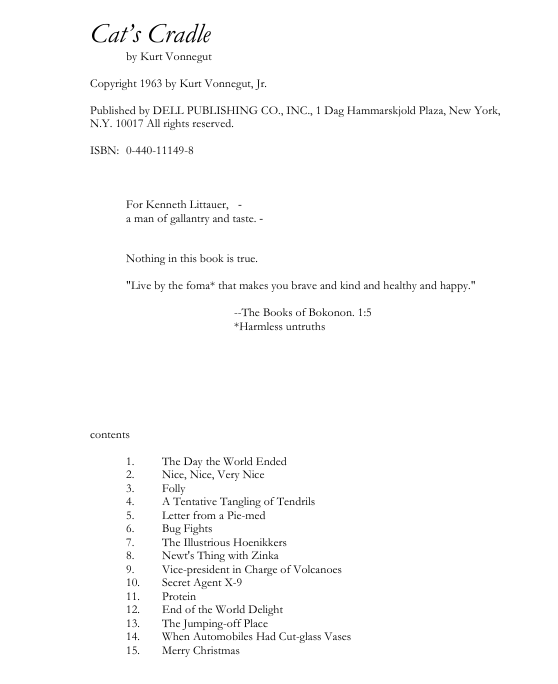 Cat's Cradle
by Kurt Vonnegut
Copyright 1963 by Kurt Vonnegut, Jr.
Published by DELL PUBLISHING CO., INC., 1 Dag Hammarskjold Plaza, New York,
N.Y. 10017 All rights reserved.
ISBN: 0-440-11149-8
For Kenneth Littauer, -
a man of gallantry and taste. -
Nothing in this book is true.
"Live by the foma* that makes you brave and kind and healthy and happy."
--The Books of Bokonon. 1:5
*Harmless untruths
contents
1. The Day the World Ended
2. Nice, Nice, Very Nice
3. Folly
4. A Tentative Tangling of Tendrils
5. Letter from a Pie-med
6. Bug Fights
7. The Illustrious Hoenikkers
8. Newt's Thing with Zinka
9. Vice-president in Charge of Volcanoes
10. Secret Agent X-9
11. Protein
12. End of the World Delight
13. The Jumping-off Place
14. When Automobiles Had Cut-glass Vases
15. Merry Christmas